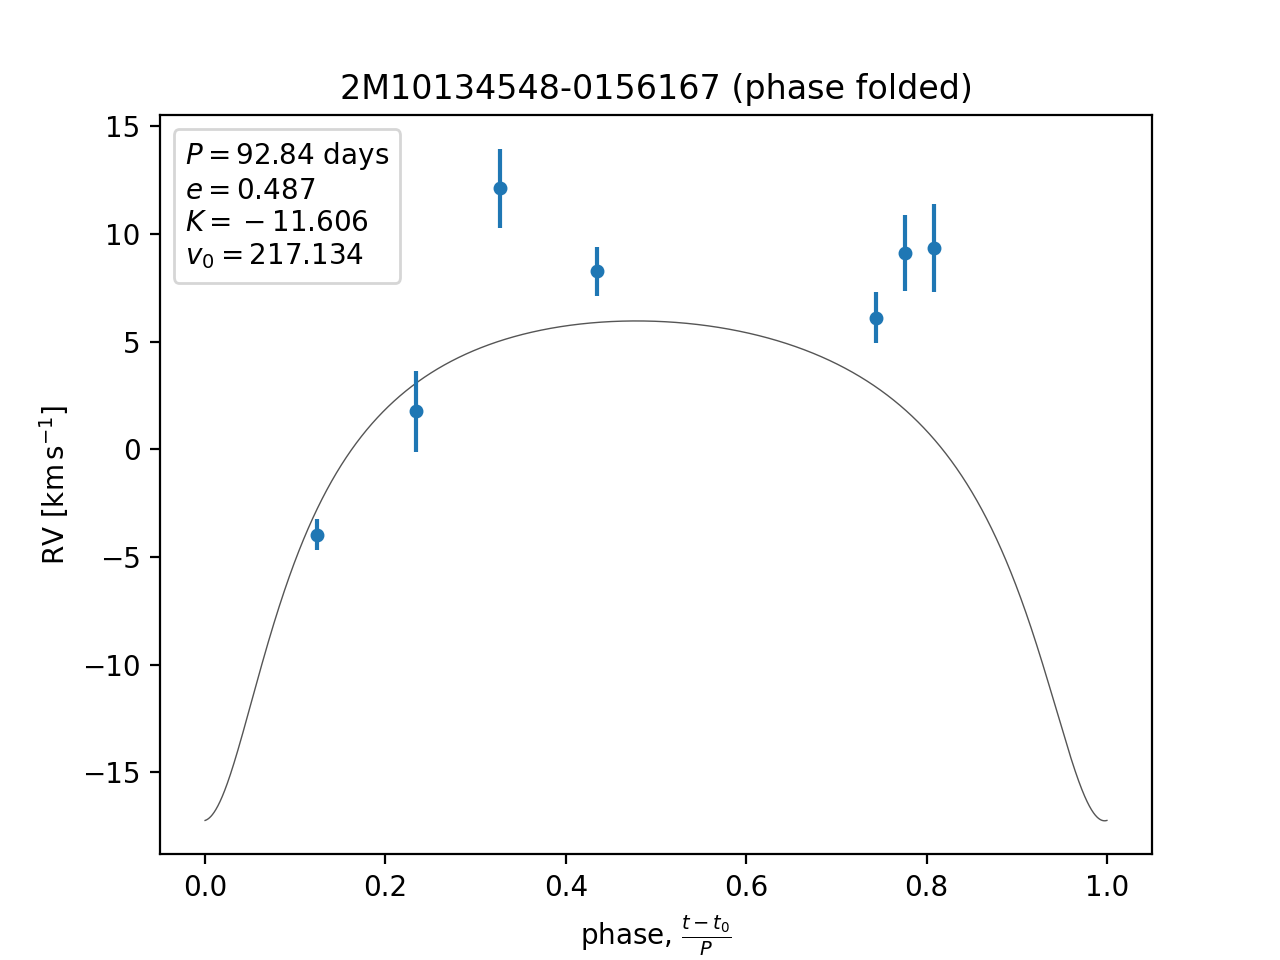 2M10134548-0156167 (phase folded)
P = 92.84 days
e = 0.487
K = −11.606
v₀ = 217.134
RV [km s⁻¹]
15
10
5
0
−5
−10
−15
0.0 0.2 0.4 0.6 0.8 1.0
phase, (t − t₀)/P